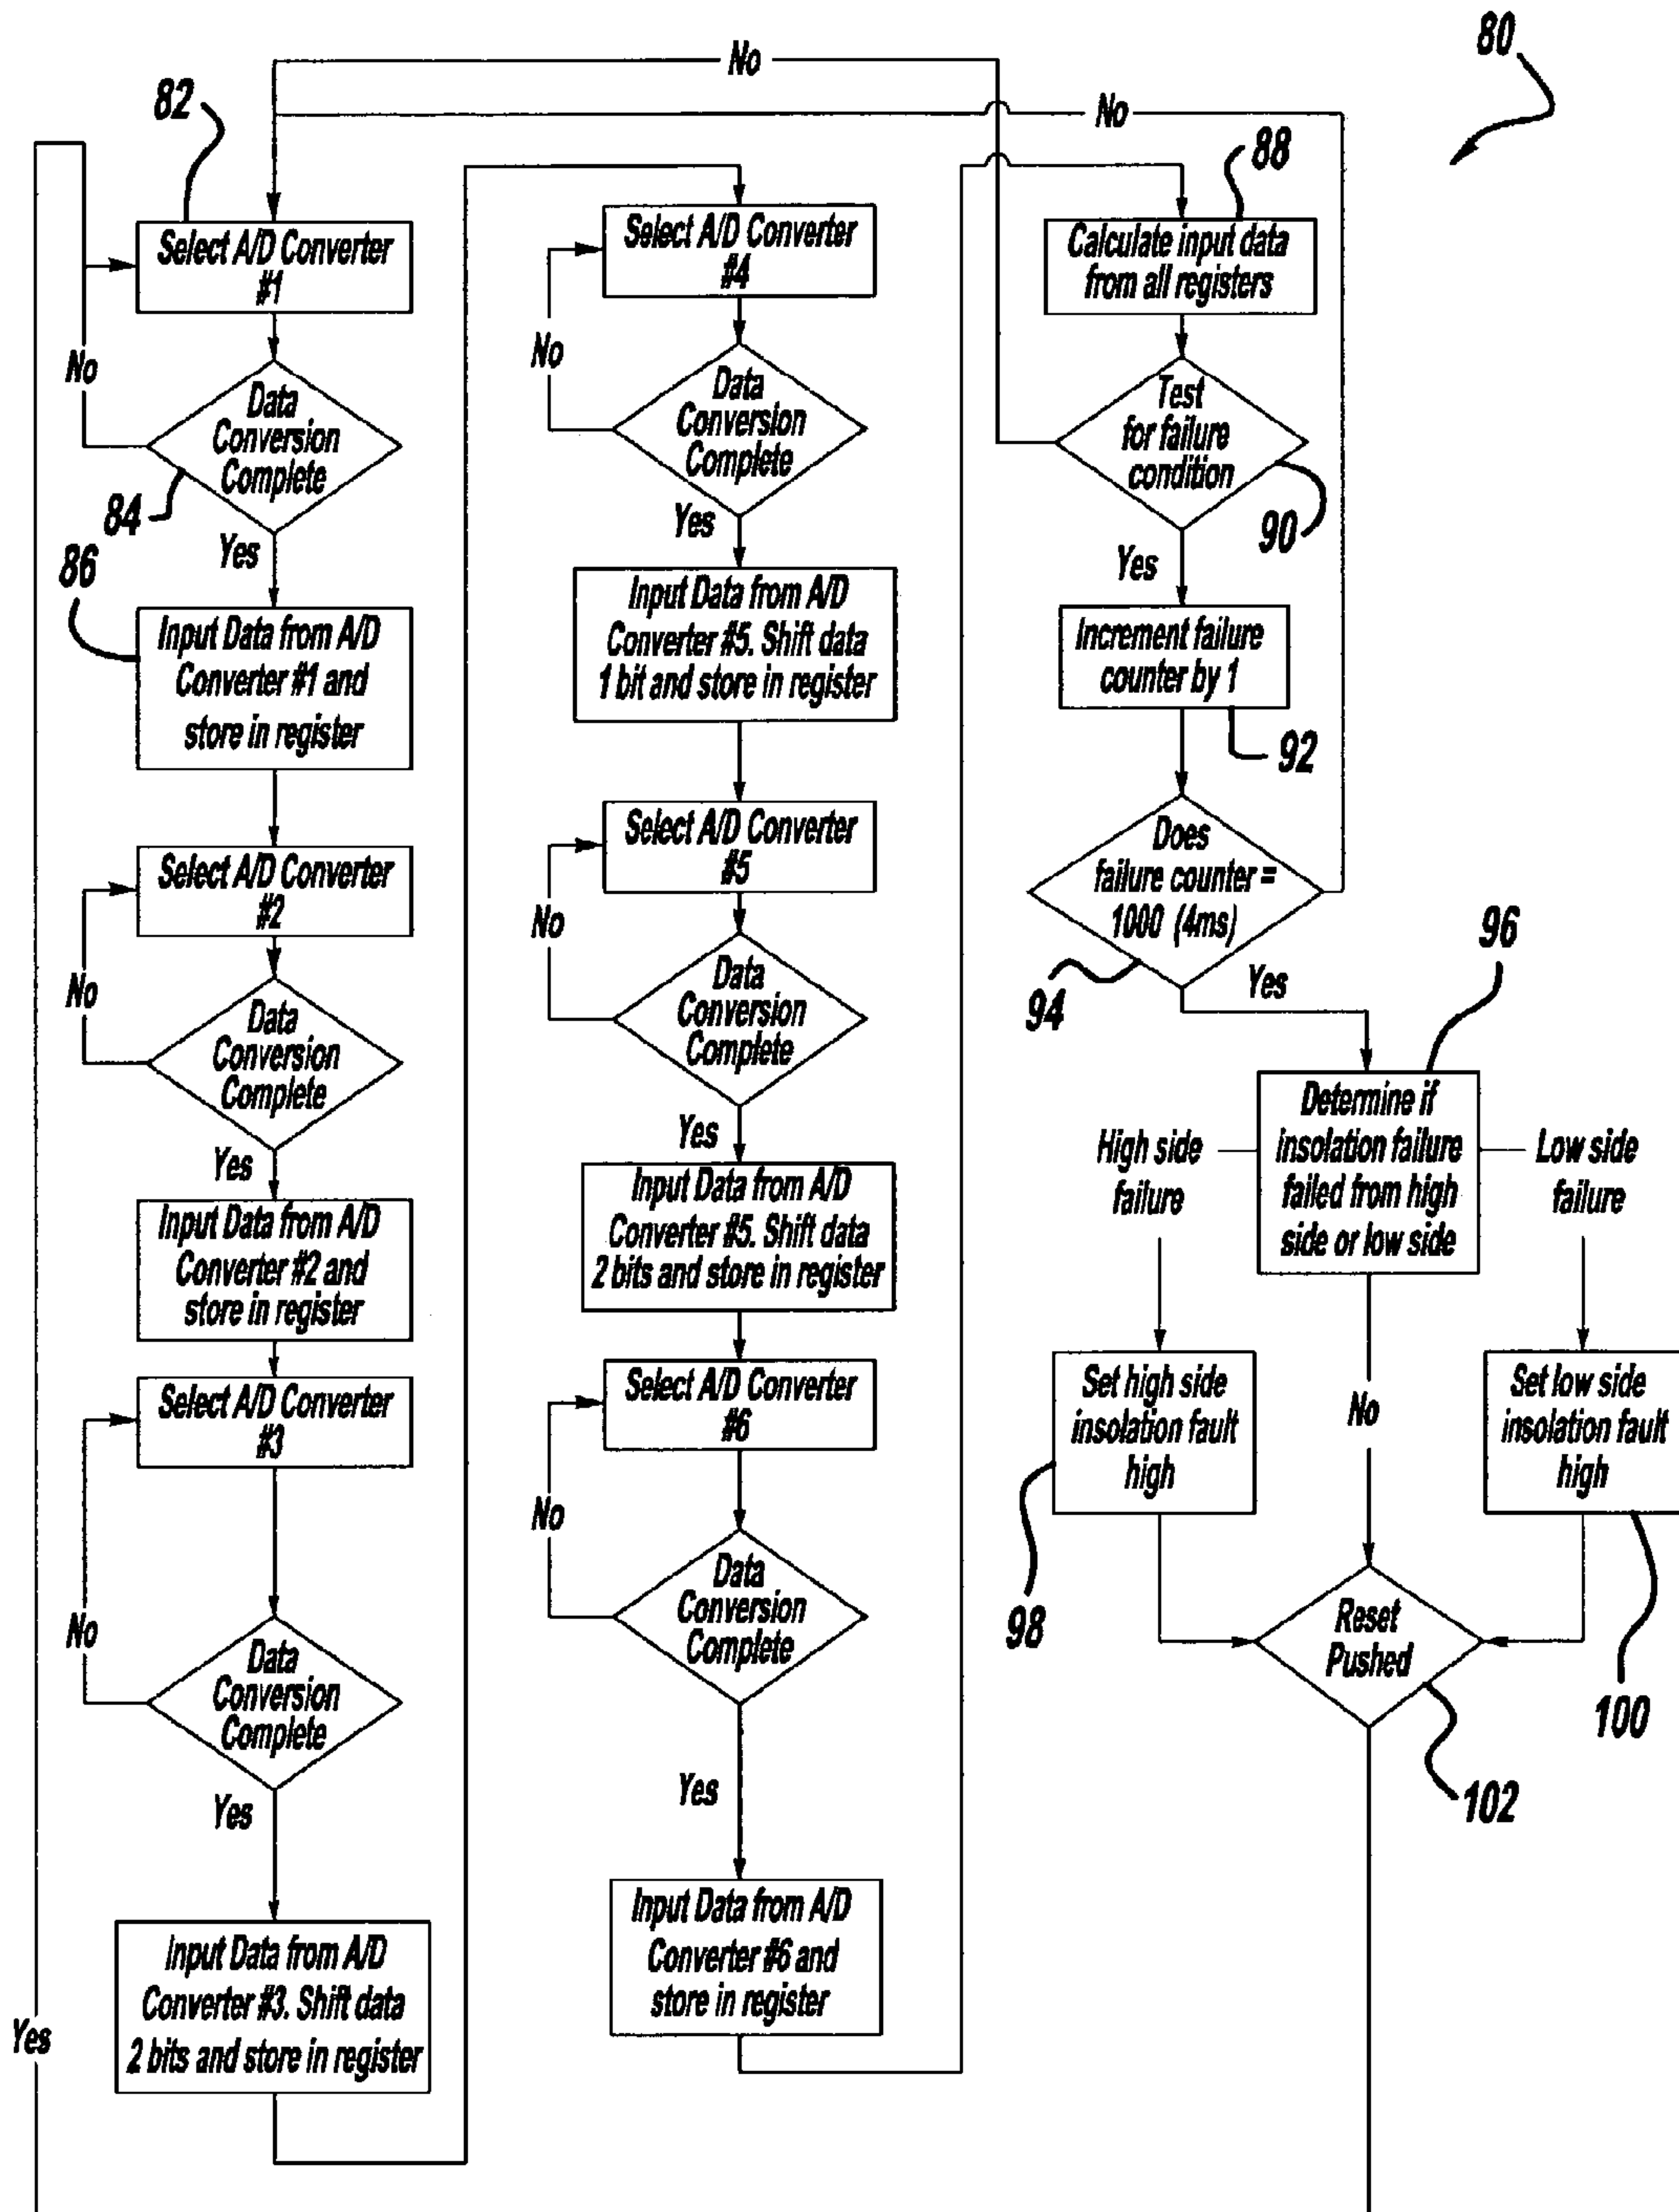 80
No
No
82
Select A/D Converter
#1
No
Data
Conversion
Complete
84
Yes
86
Input Data from A/D
Converter #1 and
store in register
Select A/D Converter
#2
No
Data
Conversion
Complete
Yes
Input Data from A/D
Converter #2 and
store in register
Select A/D Converter
#3
No
Data
Conversion
Complete
Yes
Input Data from A/D
Converter #3. Shift data
2 bits and store in register
Yes
Select A/D Converter
#4
No
Data
Conversion
Complete
Yes
Input Data from A/D
Converter #5. Shift data
1 bit and store in register
Select A/D Converter
#5
No
Data
Conversion
Complete
Yes
Input Data from A/D
Converter #5. Shift data
2 bits and store in register
Select A/D Converter
#6
No
Data
Conversion
Complete
Yes
Input Data from A/D
Converter #6 and
store in register
88
Calculate input data
from all registers
Test
for failure
condition
90
Yes
Increment failure
counter by 1
92
Does
failure counter =
1000 (4ms)
94
Yes
96
Determine if
insolation failure
failed from high
side or low side
High side
failure
Low side
failure
Set high side
insolation fault
high
98
No
Set low side
insolation fault
high
100
Reset
Pushed
102